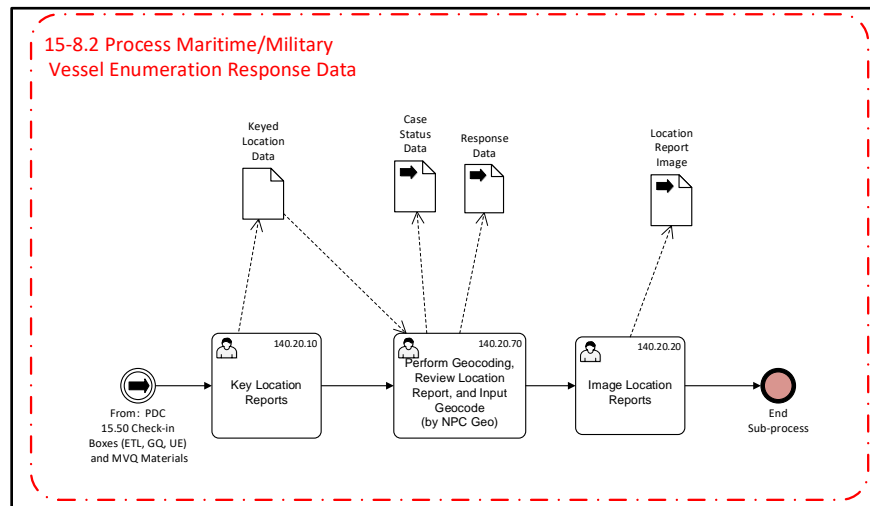 15-8.2 Process Maritime/Military
Vessel Enumeration Response Data
Keyed
Location
Data
Case
Status
Data
Response
Data
Location
Report
Image
140.20.10
Key Location
Reports
140.20.70
Perform Geocoding,
Review Location
Report, and Input
Geocode
(by NPC Geo)
140.20.20
Image Location
Reports
From: PDC
15.50 Check-in
Boxes (ETL, GQ, UE)
and MVQ Materials
End
Sub-process